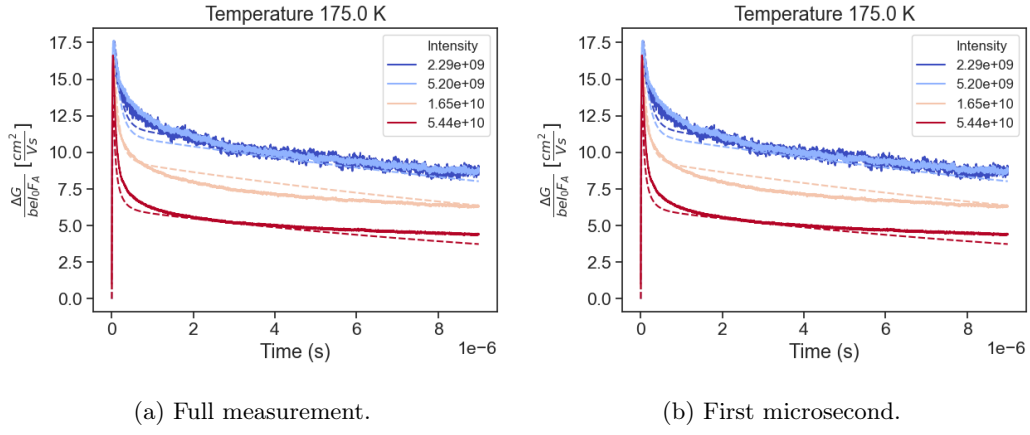 Temperature 175.0 K
17.5
15.0
12.5
10.0
7.5
5.0
2.5
0.0
ΔG / beI₀F_A [cm² / Vs]
Intensity
2.29e+09
5.20e+09
1.65e+10
5.44e+10
0 2 4 6 8
1e−6
Time (s)
(a) Full measurement.
Temperature 175.0 K
17.5
15.0
12.5
10.0
7.5
5.0
2.5
0.0
ΔG / beI₀F_A [cm² / Vs]
Intensity
2.29e+09
5.20e+09
1.65e+10
5.44e+10
0 2 4 6 8
1e−6
Time (s)
(b) First microsecond.